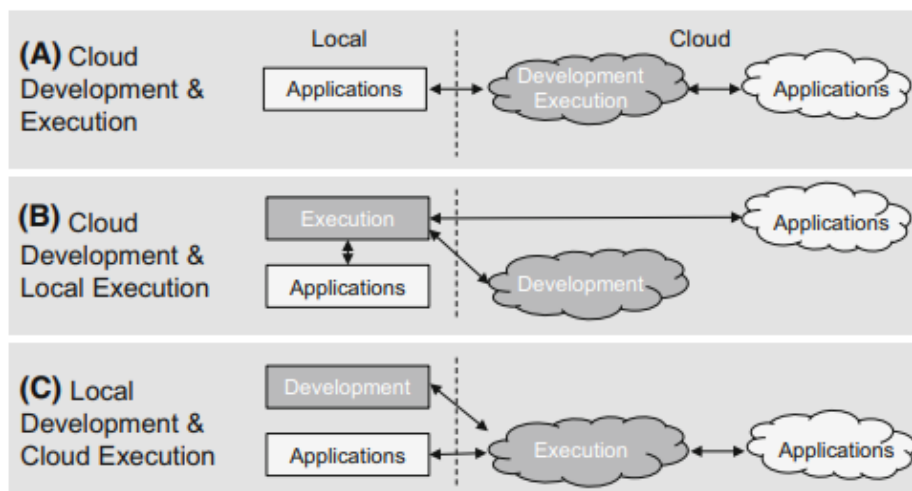 Local
Cloud
(A) Cloud
Development &
Execution
Applications
Development
Execution
Applications
(B) Cloud
Development &
Local Execution
Execution
Applications
Development
Applications
(C) Local
Development &
Cloud Execution
Development
Applications
Execution
Applications